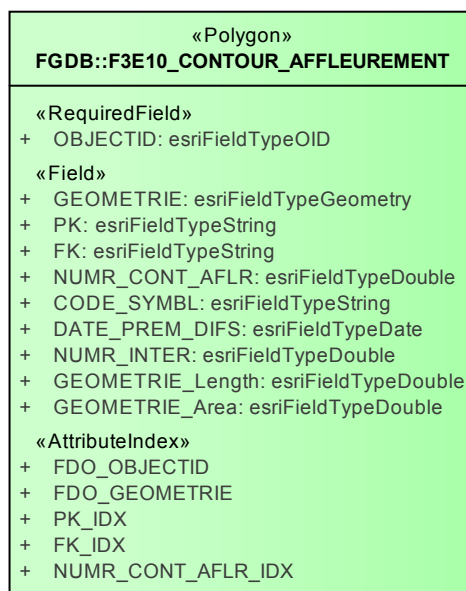 «Polygon»
FGDB::F3E10_CONTOUR_AFFLEUREMENT
«RequiredField»
+ OBJECTID: esriFieldTypeOID
«Field»
+ GEOMETRIE: esriFieldTypeGeometry
+ PK: esriFieldTypeString
+ FK: esriFieldTypeString
+ NUMR_CONT_AFLR: esriFieldTypeDouble
+ CODE_SYMBL: esriFieldTypeString
+ DATE_PREM_DIFS: esriFieldTypeDate
+ NUMR_INTER: esriFieldTypeDouble
+ GEOMETRIE_Length: esriFieldTypeDouble
+ GEOMETRIE_Area: esriFieldTypeDouble
«AttributeIndex»
+ FDO_OBJECTID
+ FDO_GEOMETRIE
+ PK_IDX
+ FK_IDX
+ NUMR_CONT_AFLR_IDX